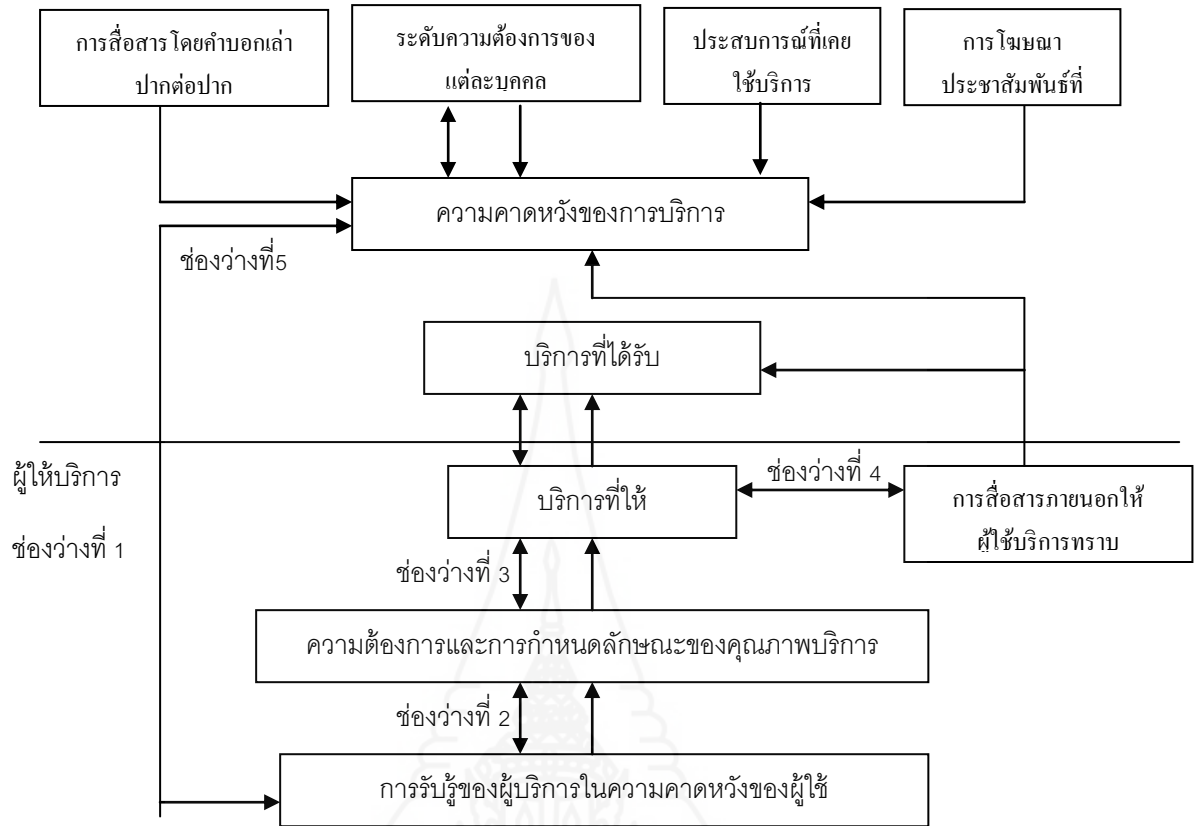 การสื่อสารโดยคำบอกเล่า
ปากต่อปาก
ระดับความต้องการของ
แต่ละบุคคล
ประสบการณ์ที่เคย
ใช้บริการ
การโฆษณา
ประชาสัมพันธ์ที่
ความคาดหวังของการบริการ
ช่องว่างที่5
บริการที่ได้รับ
ผู้ให้บริการ
บริการที่ให้
ช่องว่างที่ 4
การสื่อสารภายนอกให้
ผู้ใช้บริการทราบ
ช่องว่างที่ 1
ช่องว่างที่ 3
ความต้องการและการกำหนดลักษณะของคุณภาพบริการ
ช่องว่างที่ 2
การรับรู้ของผู้บริการในความคาดหวังของผู้ใช้